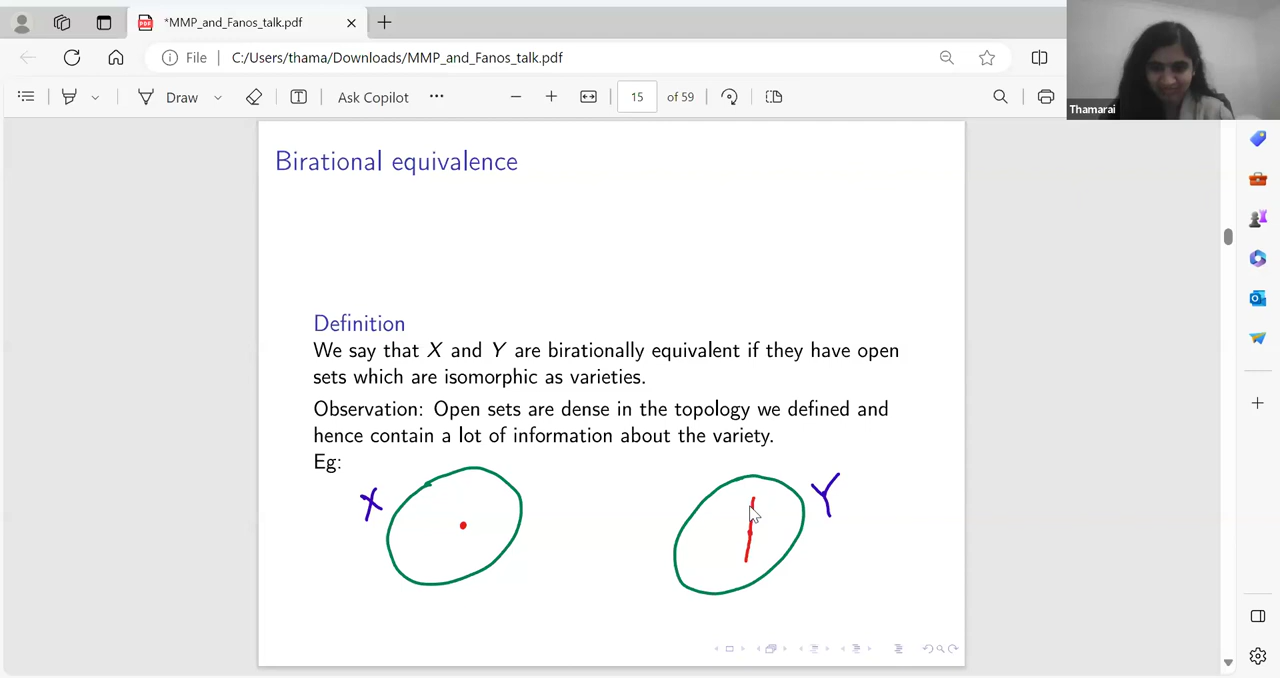 *MMP_and_Fanos_talk.pdf
File
C:/Users/thama/Downloads/MMP_and_Fanos_talk.pdf
Draw
Ask Copilot
15
of 59
Thamarai
Birational equivalence
Definition
We say that X and Y are birationally equivalent if they have open
sets which are isomorphic as varieties.
Observation: Open sets are dense in the topology we defined and
hence contain a lot of information about the variety.
Eg:
X
Y